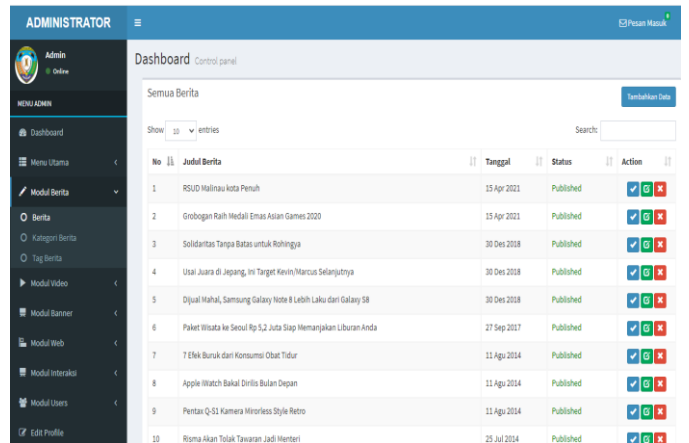 ADMINISTRATOR
Pesan Masuk
Admin
Online
Dashboard Control panel
MENU ADMIN
Dashboard
Menu Utama
Modul Berita
Berita
Kategori Berita
Tag Berita
Modul Video
Modul Banner
Modul Web
Modul Interaksi
Modul Users
Edit Profile
Semua Berita
Tambahkan Data
Show 10 entries
Search:
No Judul Berita Tanggal Status Action
1 RSUD Malinau kota Penuh 15 Apr 2021 Published
2 Grobogan Raih Medali Emas Asian Games 2020 15 Apr 2021 Published
3 Solidaritas Tanpa Batas untuk Rohingya 30 Des 2018 Published
4 Usai Juara di Jepang, Ini Target Kevin/Marcus Selanjutnya 30 Des 2018 Published
5 Dijual Mahal, Samsung Galaxy Note 8 Lebih Laku dari Galaxy S8 30 Des 2018 Published
6 Paket Wisata ke Seoul Rp 5,2 Juta Siap Memanjakan Liburan Anda 27 Sep 2017 Published
7 7 Efek Buruk dari Konsumsi Obat Tidur 11 Agu 2014 Published
8 Apple iWatch Bakal Dirilis Bulan Depan 11 Agu 2014 Published
9 Pentax Q-S1 Kamera Mirorless Style Retro 11 Agu 2014 Published
10 Risma Akan Tolak Tawaran Jadi Menteri 25 Jul 2014 Published